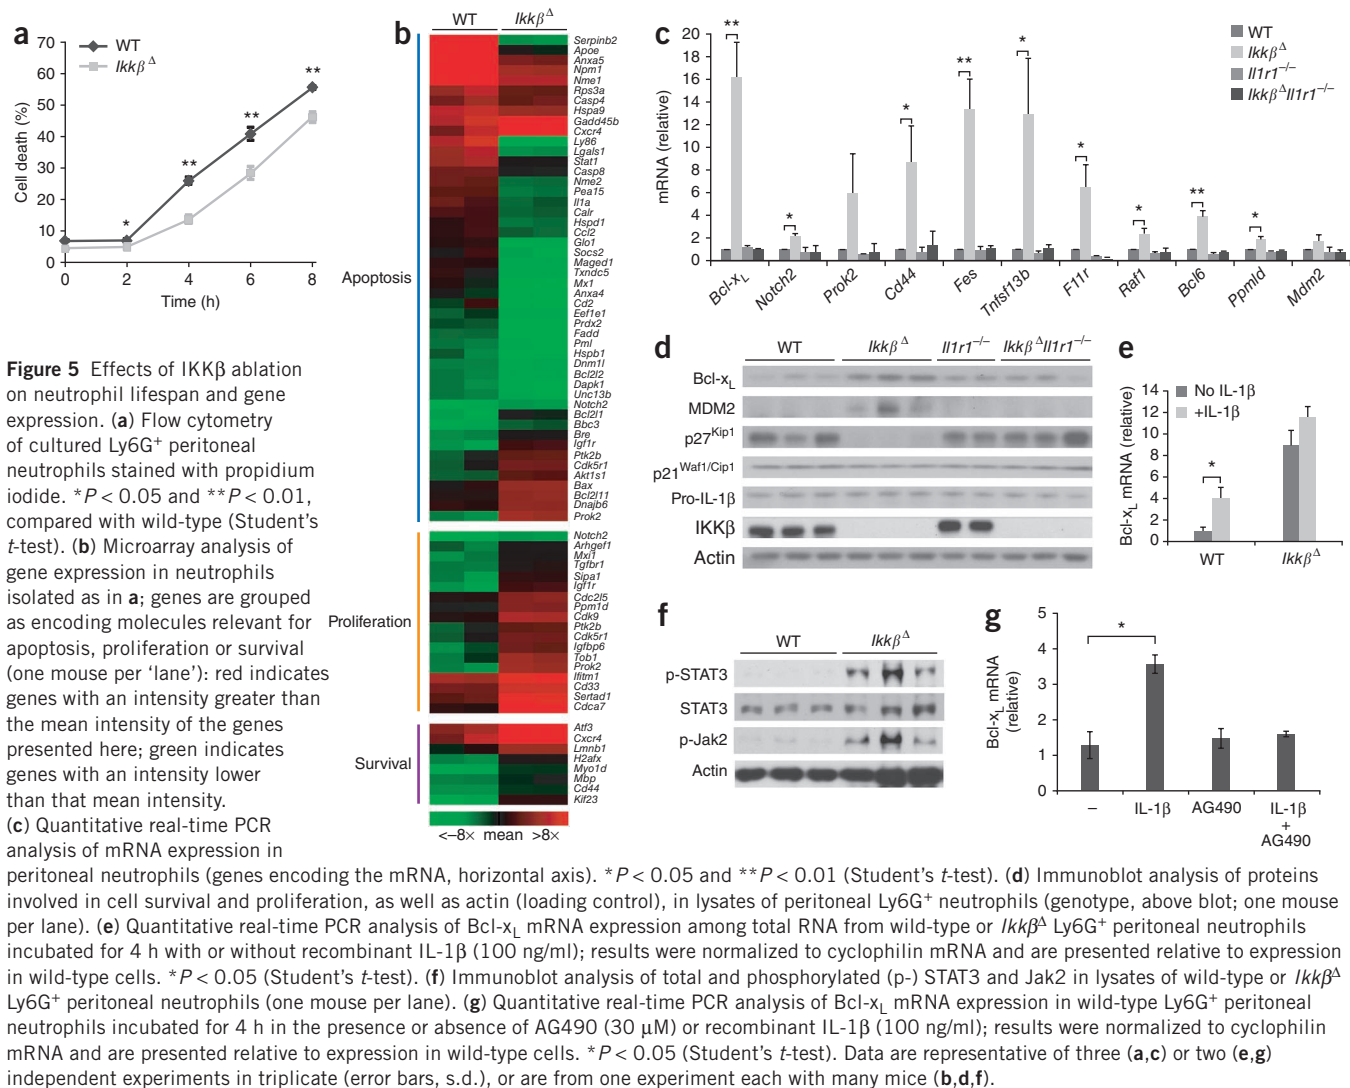 a
Cell death (%)
70
60
50
40
30
20
10
0
WT
IkkβΔ
*
**
**
**
0 2 4 6 8
Time (h)
b
WT IkkβΔ
Apoptosis
Serpinb2
Apoe
Anxa5
Npm1
Nme1
Rps3a
Casp4
Hspa9
Gadd45b
Cxcr4
Ly86
Lgals1
Stat1
Casp8
Nme2
Pea15
Il1a
Calr
Hspd1
Ccl2
Glo1
Socs2
Maged1
Txndc5
Mx1
Anxa4
Cd2
Eef1e1
Prdx2
Fadd
Pml
Hspb1
Dnm1l
Bcl2l2
Dapk1
Unc13b
Notch2
Bcl2l1
Bbc3
Bre
Igf1r
Ptk2b
Cdk5r1
Akt1s1
Bax
Bcl2l11
Dnajb6
Prok2
Proliferation
Notch2
Arhgef1
Mxi1
Tgfbr1
Sipa1
Igf1r
Cdc2l5
Ppm1d
Cdk9
Ptk2b
Cdk5r1
Igfbp6
Tob1
Prok2
Ifitm1
Cd33
Sertad1
Cdca7
Survival
Atf3
Cxcr4
Lmnb1
H2afx
Myo1d
Mbp
Cd44
Kif23
<–8× mean >8×
c
mRNA (relative)
20
18
16
14
12
10
8
6
4
2
0
** * * ** * * * ** *
WT
IkkβΔ
Il1r1–/–
IkkβΔIl1r1–/–
Bcl-xL Notch2 Prok2 Cd44 Fes Tnfsf13b F11r Raf1 Bcl6 Ppmld Mdm2
d
WT IkkβΔ Il1r1–/– IkkβΔIl1r1–/–
Bcl-xL
MDM2
p27Kip1
p21Waf1/Cip1
Pro-IL-1β
IKKβ
Actin
e
Bcl-xL mRNA (relative)
14
12
10
8
6
4
2
0
No IL-1β
+IL-1β
*
WT IkkβΔ
f
WT IkkβΔ
p-STAT3
STAT3
p-Jak2
Actin
g
Bcl-xL mRNA
(relative)
5
4
3
2
1
0
*
– IL-1β AG490 IL-1β
+
AG490
Figure 5 Effects of IKKβ ablation
on neutrophil lifespan and gene
expression. (a) Flow cytometry
of cultured Ly6G+ peritoneal
neutrophils stained with propidium
iodide. *P < 0.05 and **P < 0.01,
compared with wild-type (Student's
t-test). (b) Microarray analysis of
gene expression in neutrophils
isolated as in a; genes are grouped
as encoding molecules relevant for
apoptosis, proliferation or survival
(one mouse per 'lane'): red indicates
genes with an intensity greater than
the mean intensity of the genes
presented here; green indicates
genes with an intensity lower
than that mean intensity.
(c) Quantitative real-time PCR
analysis of mRNA expression in
peritoneal neutrophils (genes encoding the mRNA, horizontal axis). *P < 0.05 and **P < 0.01 (Student's t-test). (d) Immunoblot analysis of proteins
involved in cell survival and proliferation, as well as actin (loading control), in lysates of peritoneal Ly6G+ neutrophils (genotype, above blot; one mouse
per lane). (e) Quantitative real-time PCR analysis of Bcl-xL mRNA expression among total RNA from wild-type or IkkβΔ Ly6G+ peritoneal neutrophils
incubated for 4 h with or without recombinant IL-1β (100 ng/ml); results were normalized to cyclophilin mRNA and are presented relative to expression
in wild-type cells. *P < 0.05 (Student's t-test). (f) Immunoblot analysis of total and phosphorylated (p-) STAT3 and Jak2 in lysates of wild-type or IkkβΔ
Ly6G+ peritoneal neutrophils (one mouse per lane). (g) Quantitative real-time PCR analysis of Bcl-xL mRNA expression in wild-type Ly6G+ peritoneal
neutrophils incubated for 4 h in the presence or absence of AG490 (30 μM) or recombinant IL-1β (100 ng/ml); results were normalized to cyclophilin
mRNA and are presented relative to expression in wild-type cells. *P < 0.05 (Student's t-test). Data are representative of three (a,c) or two (e,g)
independent experiments in triplicate (error bars, s.d.), or are from one experiment each with many mice (b,d,f).